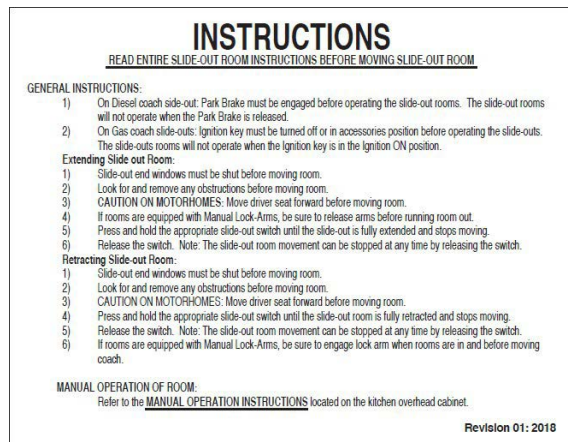 INSTRUCTIONS
READ ENTIRE SLIDE-OUT ROOM INSTRUCTIONS BEFORE MOVING SLIDE-OUT ROOM
GENERAL INSTRUCTIONS:
1) On Diesel coach side-out: Park Brake must be engaged before operating the slide-out rooms. The slide-out rooms
will not operate when the Park Brake is released.
2) On Gas coach slide-outs: Ignition key must be turned off or in accessories position before operating the slide-outs.
The slide-outs rooms will not operate when the Ignition key is in the Ignition ON position.
Extending Slide out Room:
1) Slide-out end windows must be shut before moving room.
2) Look for and remove any obstructions before moving room.
3) CAUTION ON MOTORHOMES: Move driver seat forward before moving room.
4) If rooms are equipped with Manual Lock-Arms, be sure to release arms before running room out.
5) Press and hold the appropriate slide-out switch until the slide-out is fully extended and stops moving.
6) Release the switch. Note: The slide-out room movement can be stopped at any time by releasing the switch.
Retracting Slide-out Room:
1) Slide-out end windows must be shut before moving room.
2) Look for and remove any obstructions before moving room.
3) CAUTION ON MOTORHOMES: Move driver seat forward before moving room.
4) Press and hold the appropriate slide-out switch until the slide-out room is fully retracted and stops moving.
5) Release the switch. Note: The slide-out room movement can be stopped at any time by releasing the switch.
6) If rooms are equipped with Manual Lock-Arms, be sure to engage lock arm when rooms are in and before moving
coach.
MANUAL OPERATION OF ROOM:
Refer to the MANUAL OPERATION INSTRUCTIONS located on the kitchen overhead cabinet.
Revision 01: 2018